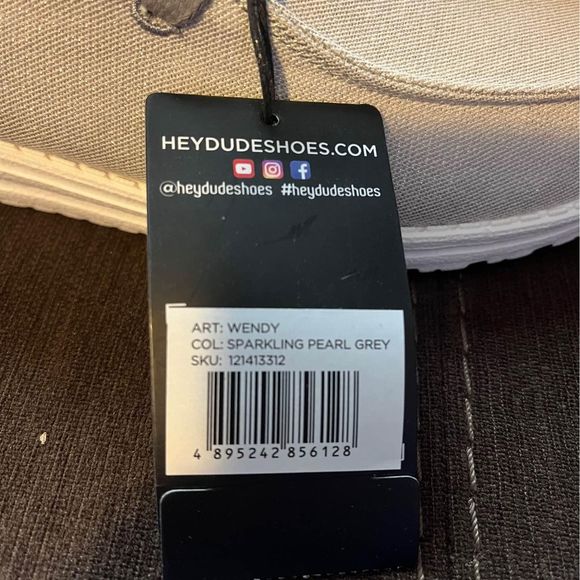 HEYDUDESHOES.COM
@heydudeshoes #heydudeshoes
ART: WENDY
COL: SPARKLING PEARL GREY
SKU: 121413312
4 895242 856128